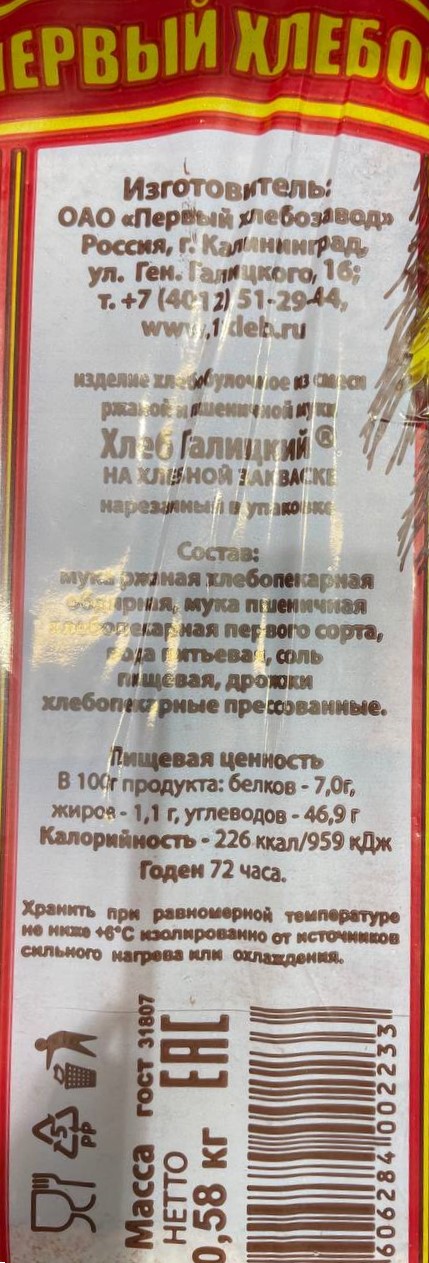 ПЕРВЫЙ ХЛЕБОЗ
Изготовитель:
ОАО «Первый хлебозавод»
Россия, г. Калининград,
ул. Ген. Галицкого, 16;
т. +7 (4012) 51-29-44,
www.1xleb.ru
изделие хлебобулочное из смеси
ржаной и пшеничной муки
Хлеб Галицкий ®
НА ХЛЕБНОЙ ЗАКВАСКЕ
нарезанный в упаковке
Состав:
мука ржаная хлебопекарная
обдирная, мука пшеничная
хлебопекарная первого сорта,
вода питьевая, соль
пищевая, дрожжи
хлебопекарные прессованные.
Пищевая ценность
В 100г продукта: белков - 7,0г,
жиров - 1,1 г, углеводов - 46,9 г
Калорийность - 226 ккал/959 кДж
Годен 72 часа.
Хранить при равномерной температуре
не ниже +6°С изолированно от источников
сильного нагрева или охлаждения.
5
PP
Масса ГОСТ 31807
НЕТТО
0,58 кг
EAC
606284 002233